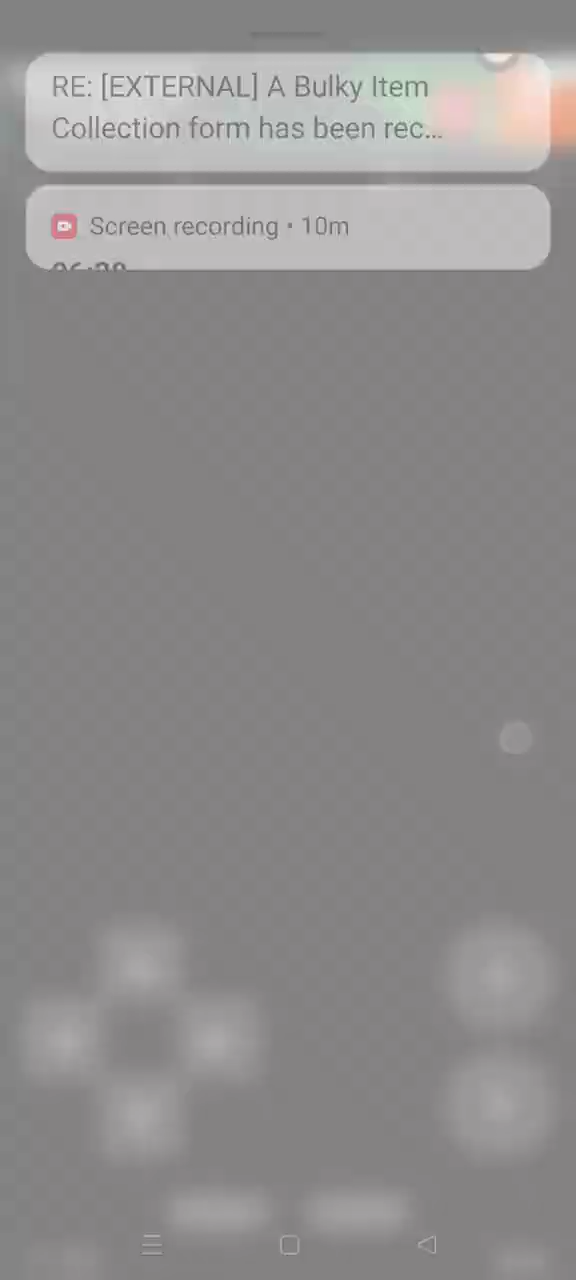 RE: [EXTERNAL] A Bulky Item
Collection form has been rec...
Screen recording • 10m